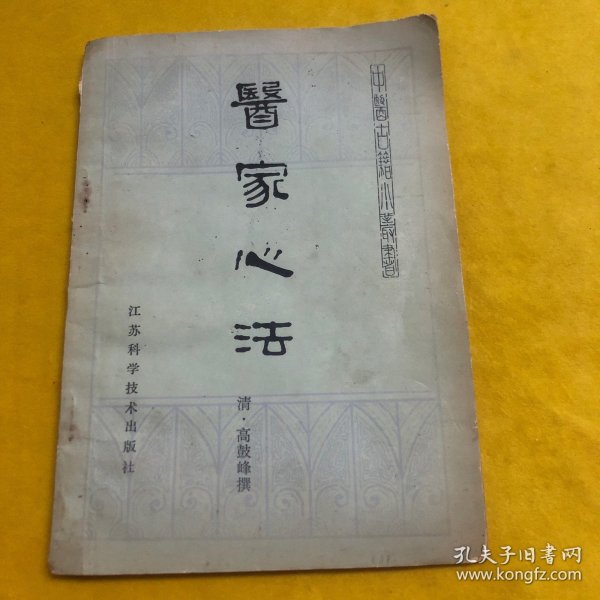 中醫古籍小叢書
醫家心法
清·高鼓峰撰
江苏科学技术出版社
孔夫子旧书网
www.kongfz.com